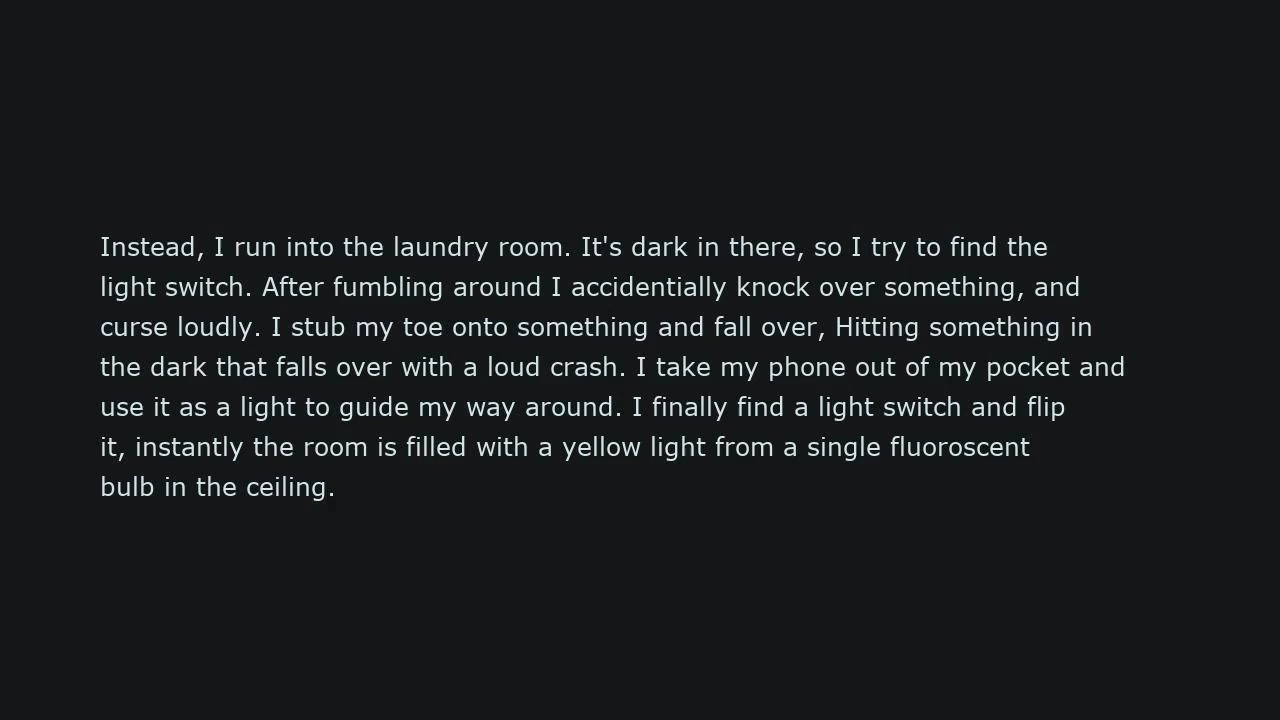 Instead, I run into the laundry room. It's dark in there, so I try to find the
light switch. After fumbling around I accidentially knock over something, and
curse loudly. I stub my toe onto something and fall over, Hitting something in
the dark that falls over with a loud crash. I take my phone out of my pocket and
use it as a light to guide my way around. I finally find a light switch and flip
it, instantly the room is filled with a yellow light from a single fluoroscent
bulb in the ceiling.